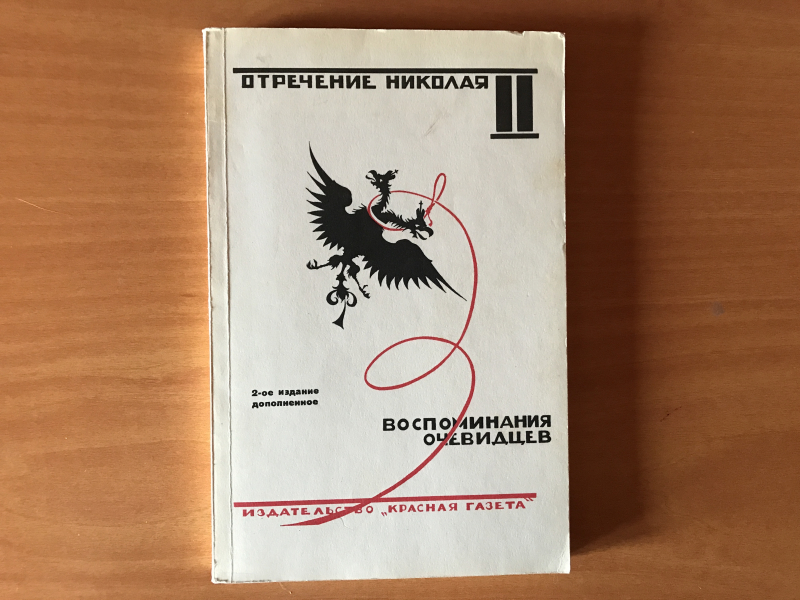 ОТРЕЧЕНИЕ НИКОЛАЯ II
2-ое издание
дополненное
ВОСПОМИНАНИЯ
ОЧЕВИДЦЕВ
ИЗДАТЕЛЬСТВО „КРАСНАЯ ГАЗЕТА"